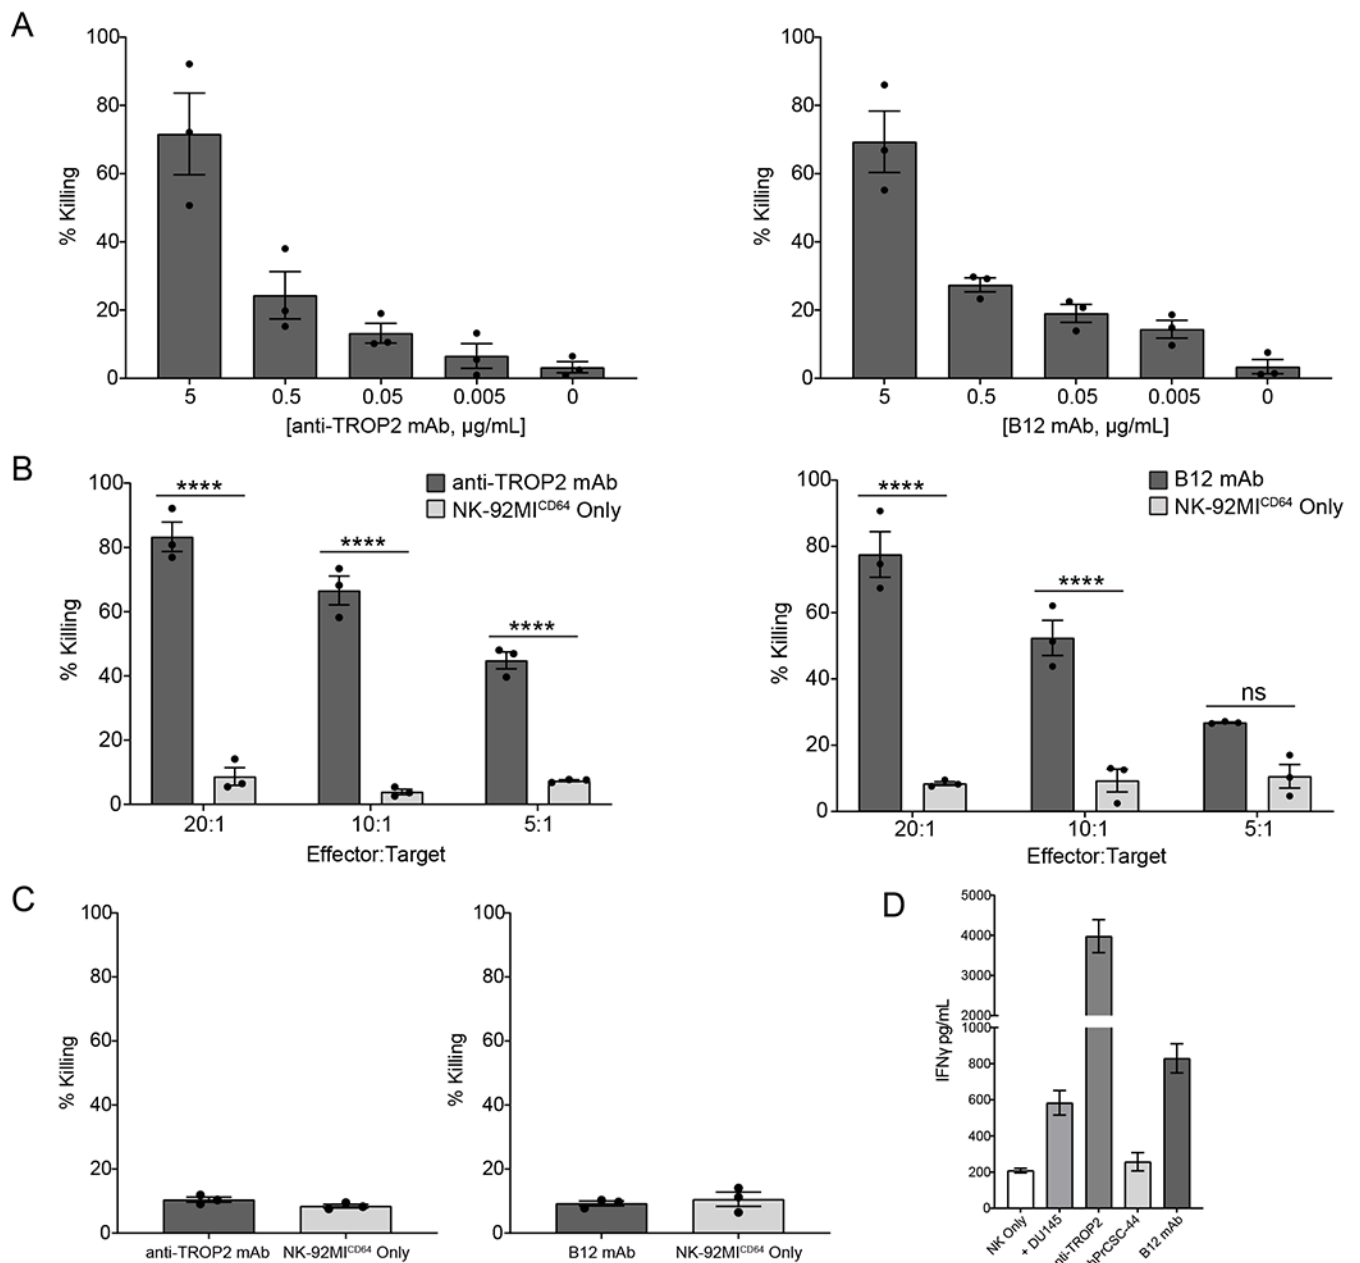 A
100
80
60
40
20
0
% Killing
5 0.5 0.05 0.005 0
[anti-TROP2 mAb, µg/mL]
100
80
60
40
20
0
% Killing
5 0.5 0.05 0.005 0
[B12 mAb, µg/mL]
B
100
80
60
40
20
0
% Killing
**** **** ****
anti-TROP2 mAb
NK-92MI^CD64 Only
20:1 10:1 5:1
Effector:Target
100
80
60
40
20
0
% Killing
**** **** ns
B12 mAb
NK-92MI^CD64 Only
20:1 10:1 5:1
Effector:Target
C
100
80
60
40
20
0
% Killing
anti-TROP2 mAb NK-92MI^CD64 Only
100
80
60
40
20
0
% Killing
B12 mAb NK-92MI^CD64 Only
D
5000
4000
3000
2000
1000
800
600
400
200
0
IFNγ pg/mL
NK Only
+ DU145
nti-TROP2
PrCSC-44
B12 mAb